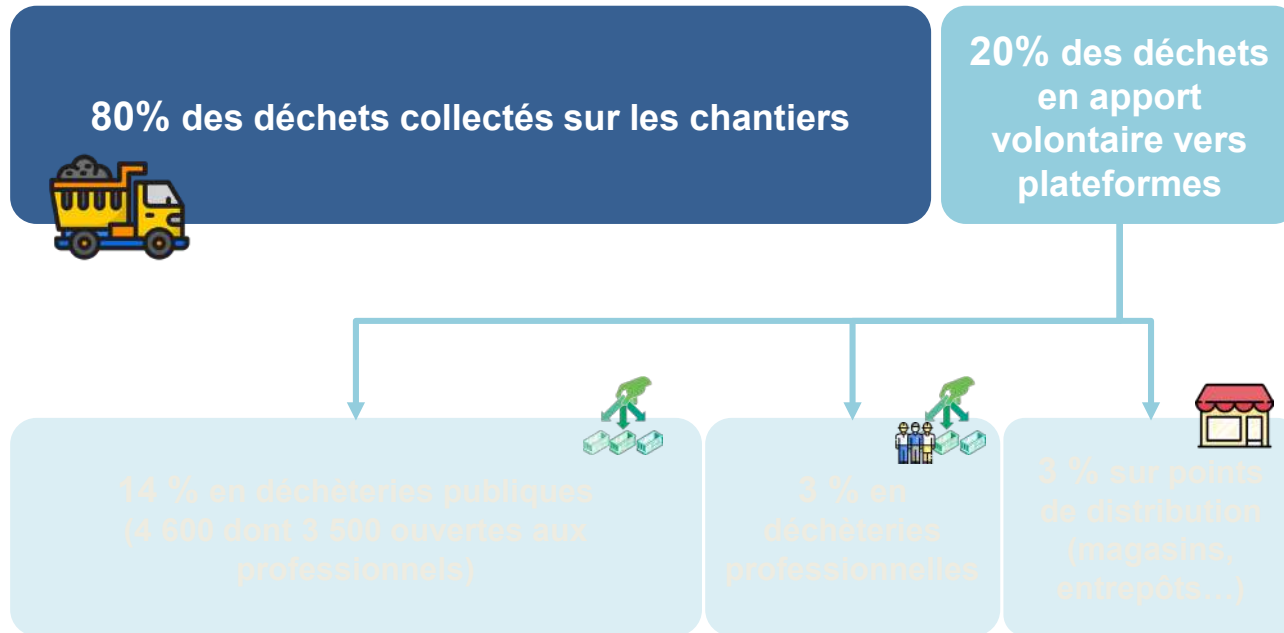 80% des déchets collectés sur les chantiers
20% des déchets
en apport
volontaire vers
plateformes
14 % en déchèteries publiques
(4 600 dont 3 500 ouvertes aux
professionnels)
3 % en
déchèteries
professionnelles
3 % sur points
de distribution
(magasins,
entrepôts…)